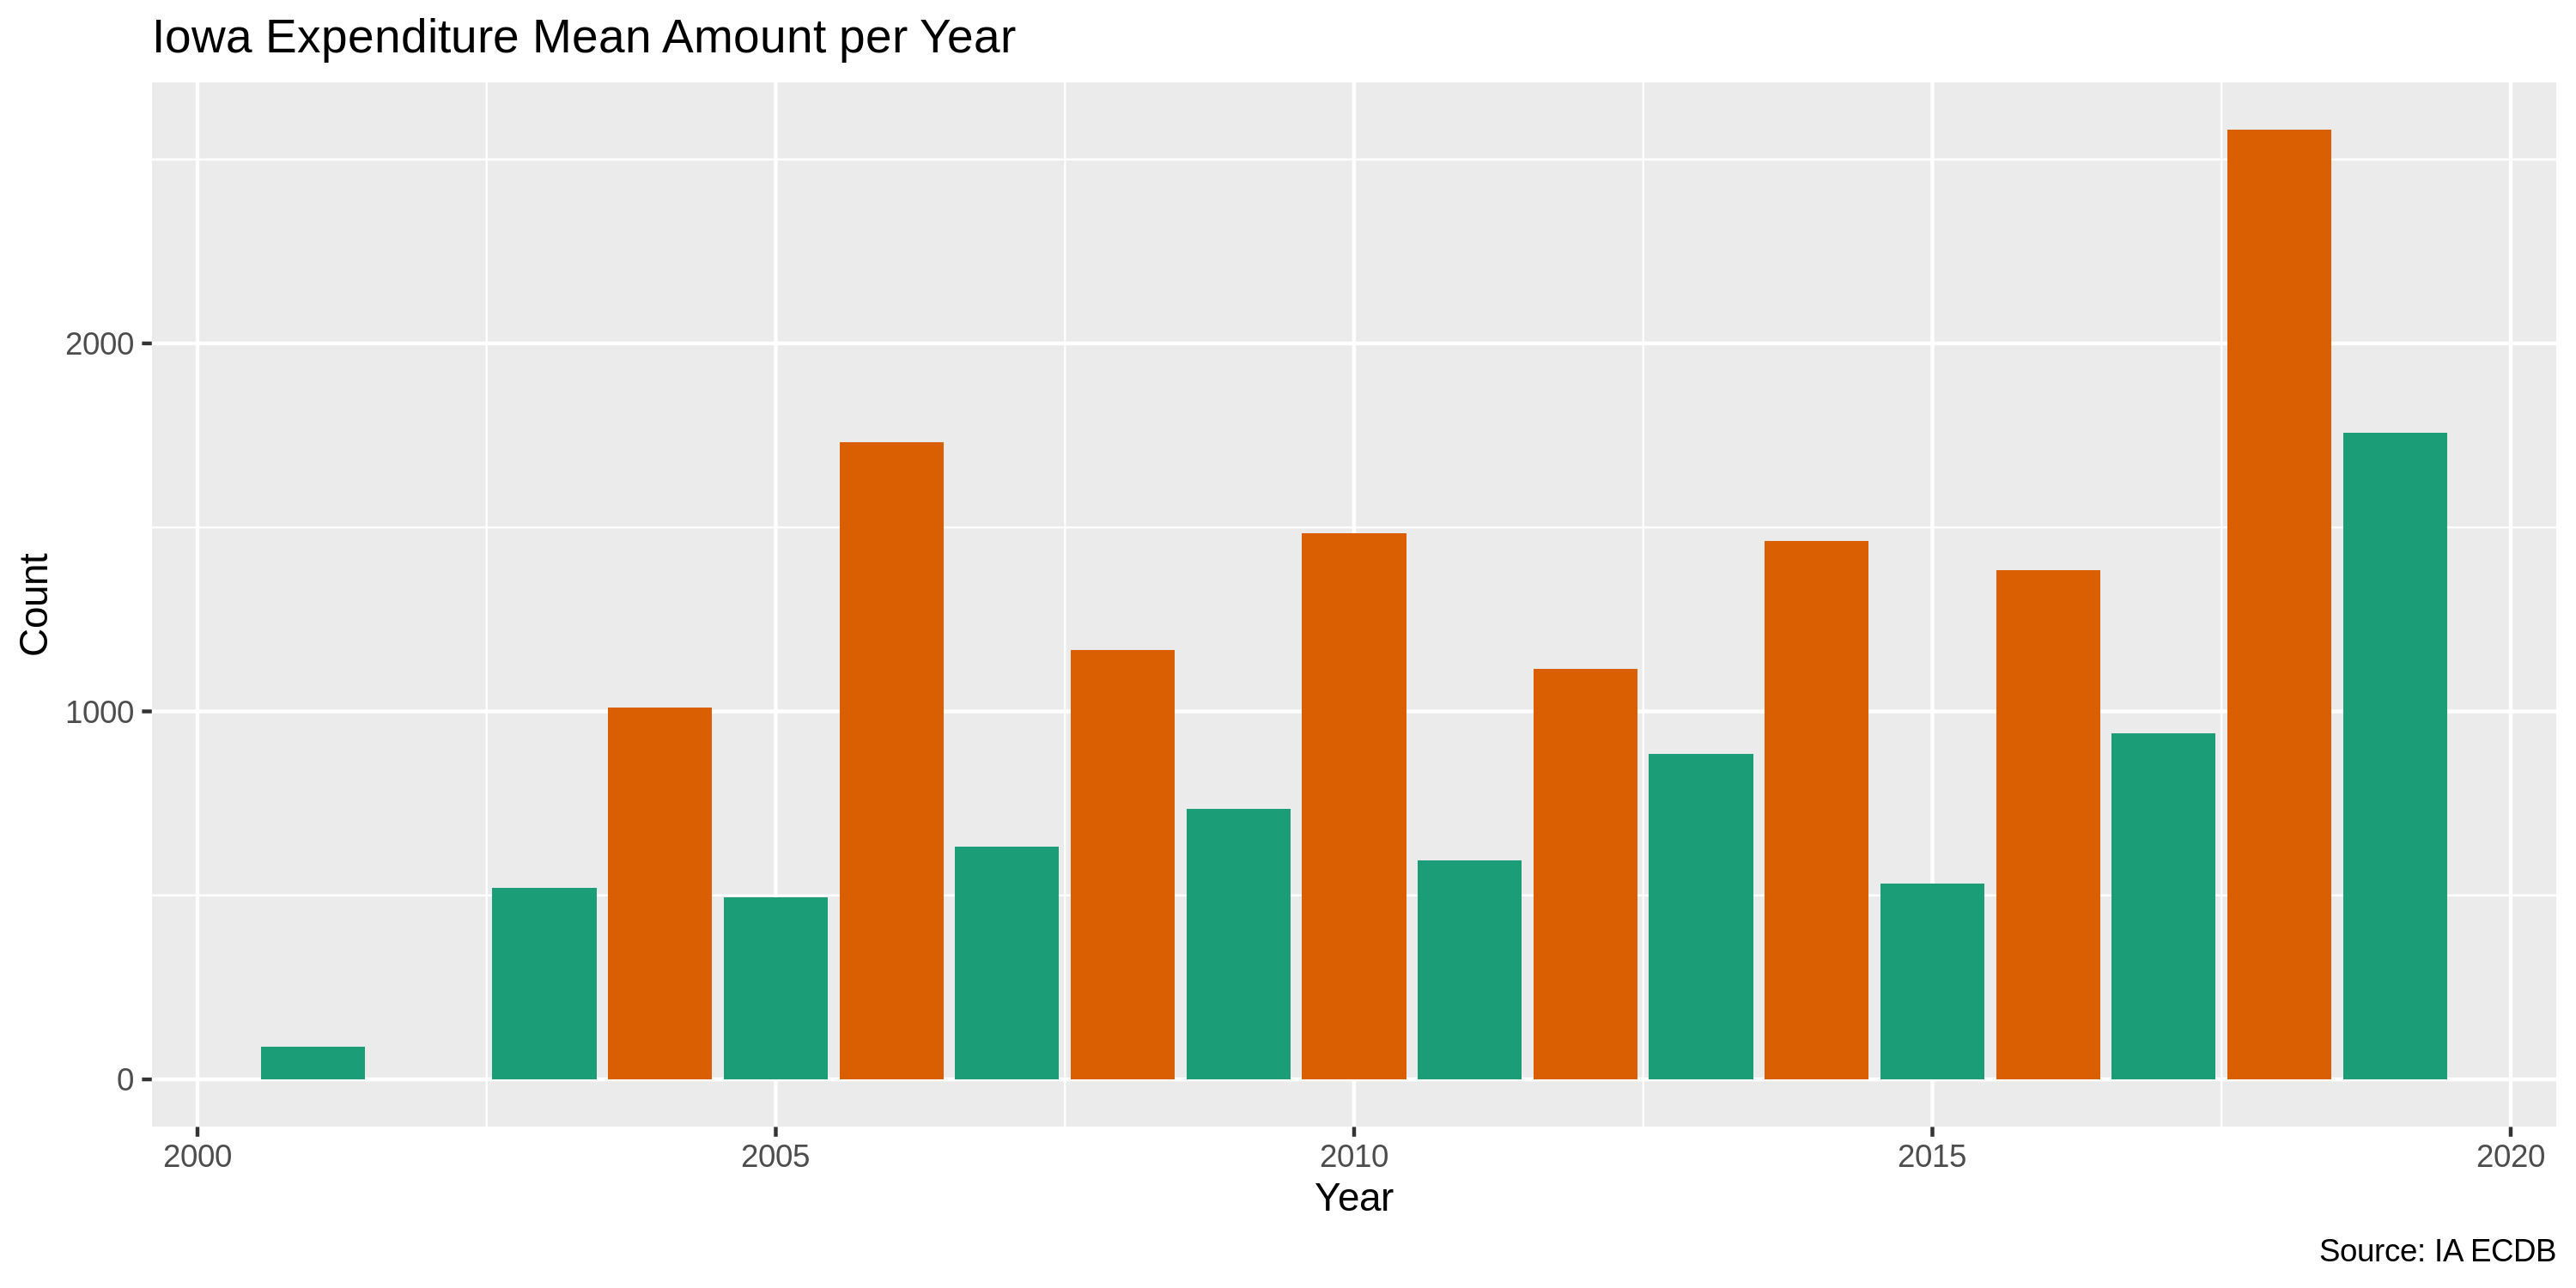 Iowa Expenditure Mean Amount per Year
Count
2000
1000
0
2000 2005 2010 2015 2020
Year
Source: IA ECDB